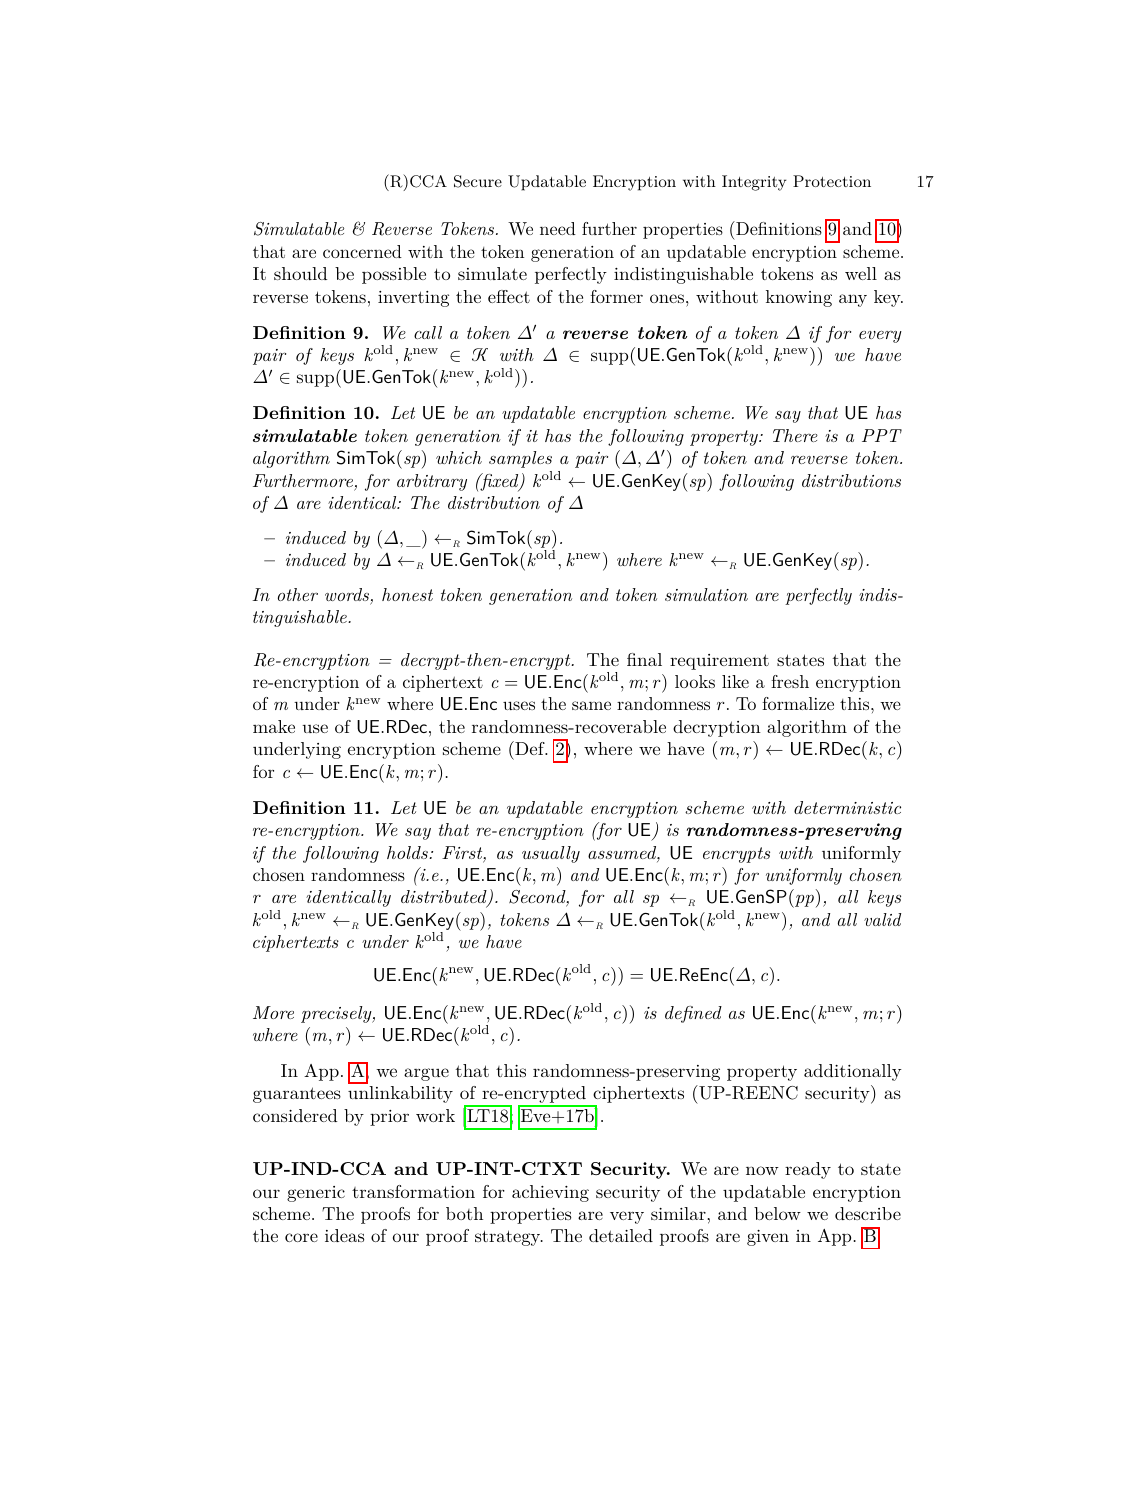 (R)CCA Secure Updatable Encryption with Integrity Protection 17
Simulatable & Reverse Tokens. We need further properties (Definitions 9 and 10)
that are concerned with the token generation of an updatable encryption scheme.
It should be possible to simulate perfectly indistinguishable tokens as well as
reverse tokens, inverting the effect of the former ones, without knowing any key.
Definition 9. We call a token Δ′ a reverse token of a token Δ if for every
pair of keys k^old, k^new ∈ 𝒦 with Δ ∈ supp(UE.GenTok(k^old, k^new)) we have
Δ′ ∈ supp(UE.GenTok(k^new, k^old)).
Definition 10. Let UE be an updatable encryption scheme. We say that UE has
simulatable token generation if it has the following property: There is a PPT
algorithm SimTok(sp) which samples a pair (Δ, Δ′) of token and reverse token.
Furthermore, for arbitrary (fixed) k^old ← UE.GenKey(sp) following distributions
of Δ are identical: The distribution of Δ
– induced by (Δ, _) ←_R SimTok(sp).
– induced by Δ ←_R UE.GenTok(k^old, k^new) where k^new ←_R UE.GenKey(sp).
In other words, honest token generation and token simulation are perfectly indis-
tinguishable.
Re-encryption = decrypt-then-encrypt. The final requirement states that the
re-encryption of a ciphertext c = UE.Enc(k^old, m; r) looks like a fresh encryption
of m under k^new where UE.Enc uses the same randomness r. To formalize this, we
make use of UE.RDec, the randomness-recoverable decryption algorithm of the
underlying encryption scheme (Def. 2), where we have (m, r) ← UE.RDec(k, c)
for c ← UE.Enc(k, m; r).
Definition 11. Let UE be an updatable encryption scheme with deterministic
re-encryption. We say that re-encryption (for UE) is randomness-preserving
if the following holds: First, as usually assumed, UE encrypts with uniformly
chosen randomness (i.e., UE.Enc(k, m) and UE.Enc(k, m; r) for uniformly chosen
r are identically distributed). Second, for all sp ←_R UE.GenSP(pp), all keys
k^old, k^new ←_R UE.GenKey(sp), tokens Δ ←_R UE.GenTok(k^old, k^new), and all valid
ciphertexts c under k^old, we have
UE.Enc(k^new, UE.RDec(k^old, c)) = UE.ReEnc(Δ, c).
More precisely, UE.Enc(k^new, UE.RDec(k^old, c)) is defined as UE.Enc(k^new, m; r)
where (m, r) ← UE.RDec(k^old, c).
In App. A, we argue that this randomness-preserving property additionally
guarantees unlinkability of re-encrypted ciphertexts (UP-REENC security) as
considered by prior work [LT18; Eve+17b].
UP-IND-CCA and UP-INT-CTXT Security. We are now ready to state
our generic transformation for achieving security of the updatable encryption
scheme. The proofs for both properties are very similar, and below we describe
the core ideas of our proof strategy. The detailed proofs are given in App. B.